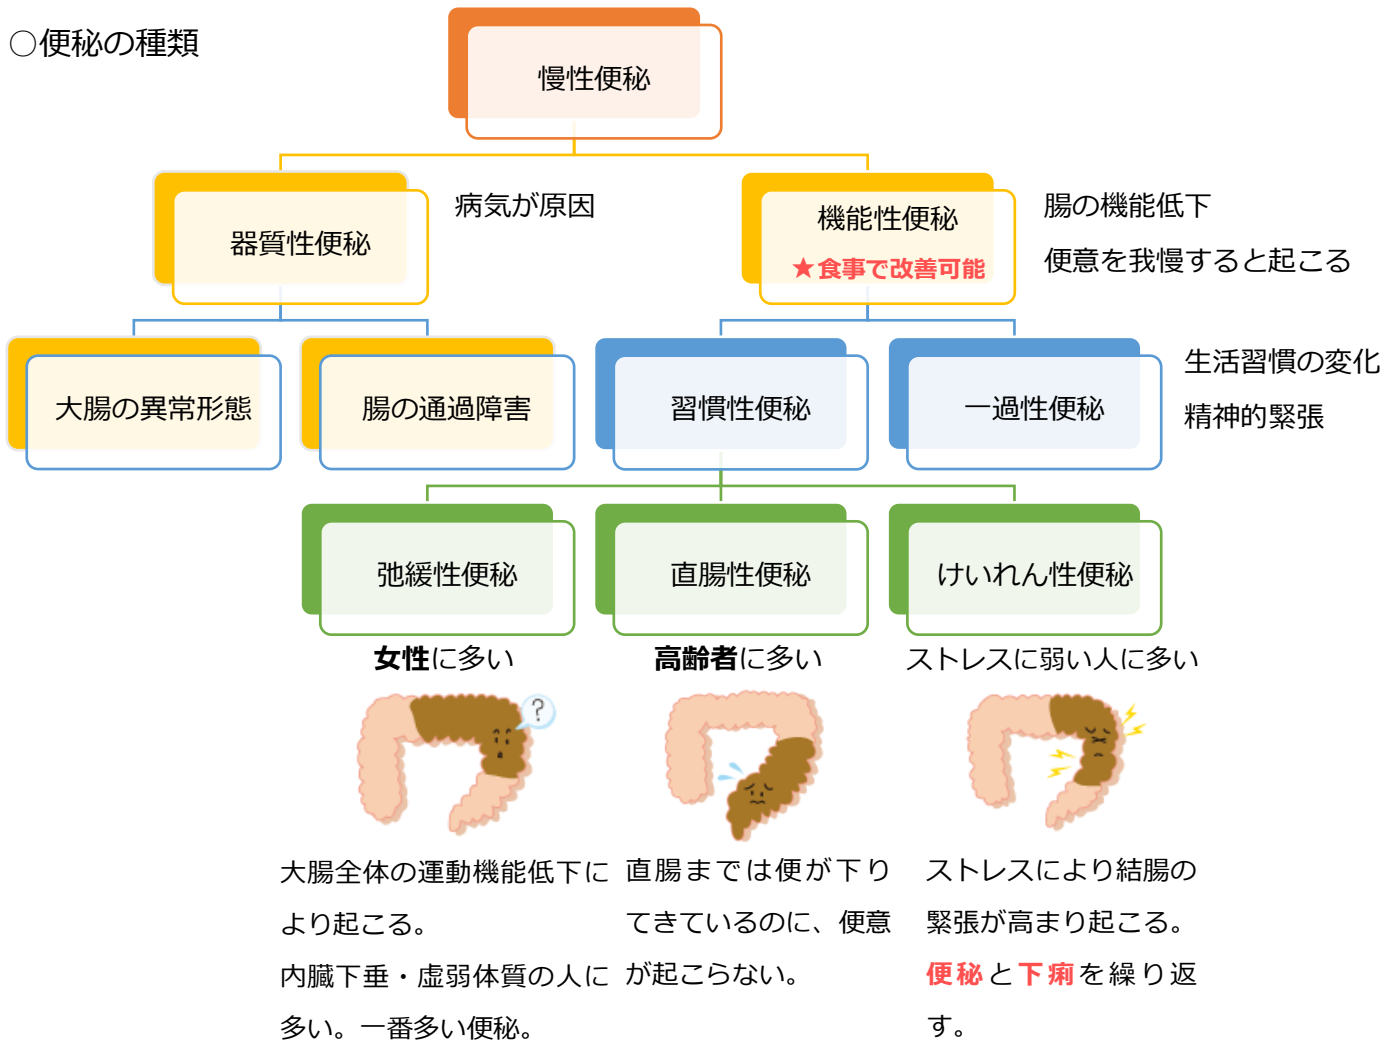 ○便秘の種類
慢性便秘
器質性便秘
病気が原因
機能性便秘
★食事で改善可能
腸の機能低下
便意を我慢すると起こる
大腸の異常形態
腸の通過障害
習慣性便秘
一過性便秘
生活習慣の変化
精神的緊張
弛緩性便秘
直腸性便秘
けいれん性便秘
女性に多い
高齢者に多い
ストレスに弱い人に多い
?
大腸全体の運動機能低下に
より起こる。
内臓下垂・虚弱体質の人に
多い。一番多い便秘。
直腸までは便が下り
てきているのに、便意
が起こらない。
ストレスにより結腸の
緊張が高まり起こる。
便秘と下痢を繰り返
す。